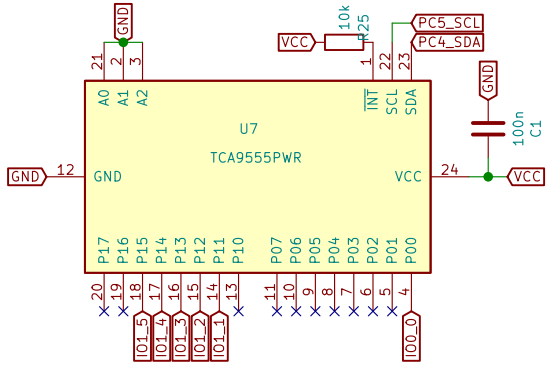 GND
10k
R25
VCC
PC5_SCL
PC4_SDA
21
2
3
1
22
23
A0
A1
A2
INT
SCL
SDA
GND
100n
C1
U7
TCA9555PWR
GND
12
GND
VCC
24
VCC
P17
P16
P15
P14
P13
P12
P11
P10
P07
P06
P05
P04
P03
P02
P01
P00
20
19
18
17
16
15
14
13
11
10
9
8
7
6
5
4
IO1_5
IO1_4
IO1_3
IO1_2
IO1_1
IO0_0